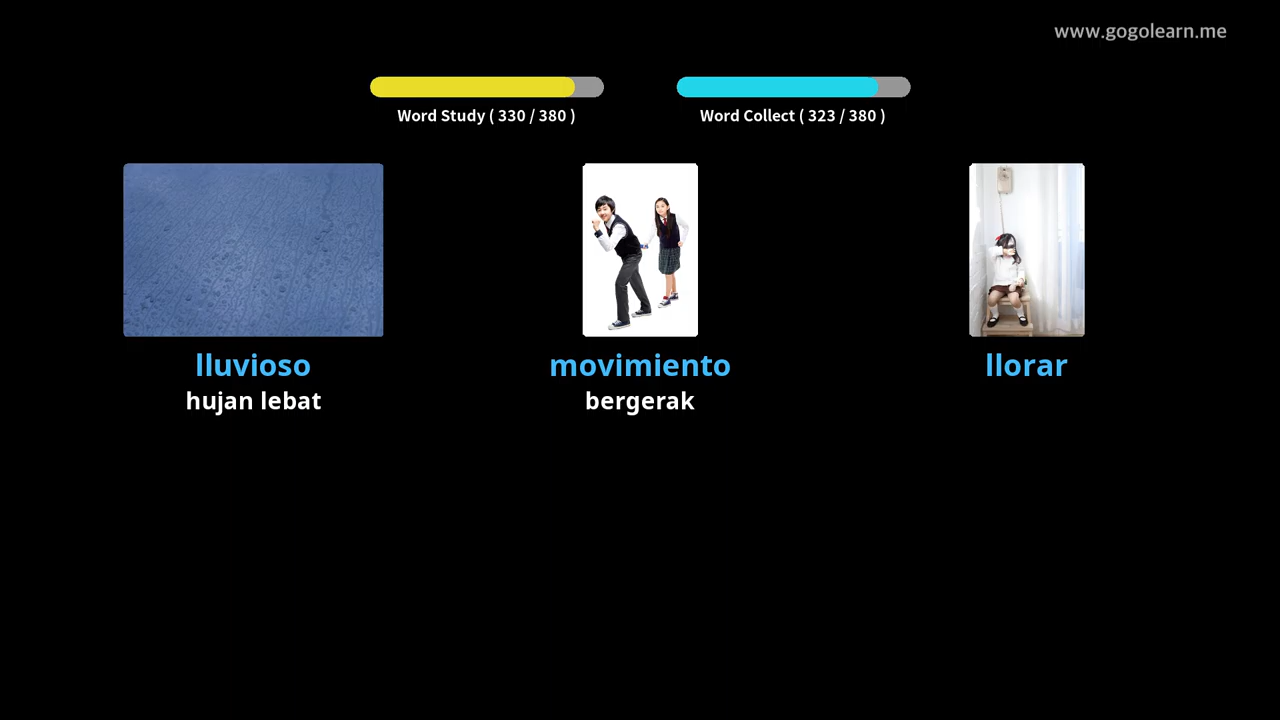 www.gogolearn.me
Word Study ( 330 / 380 )
Word Collect ( 323 / 380 )
lluvioso
hujan lebat
movimiento
bergerak
llorar